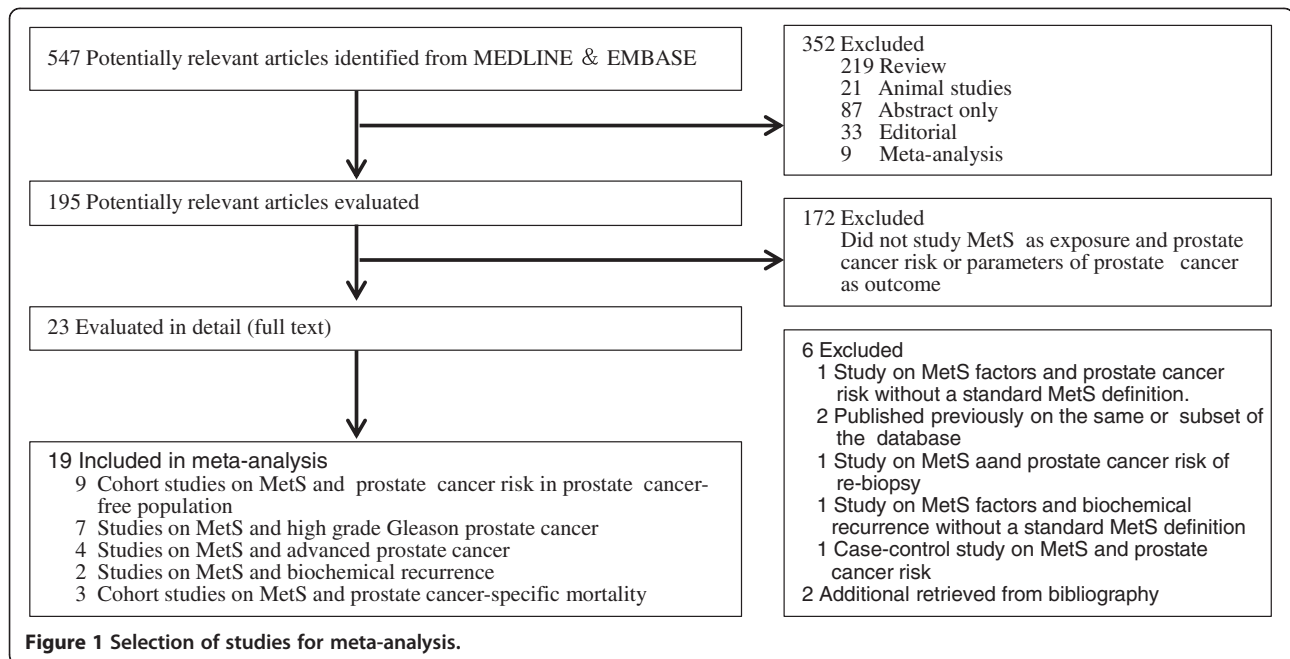 547 Potentially relevant articles identified from MEDLINE & EMBASE
352 Excluded
219 Review
21 Animal studies
87 Abstract only
33 Editorial
9 Meta-analysis
195 Potentially relevant articles evaluated
172 Excluded
Did not study MetS as exposure and prostate
cancer risk or parameters of prostate cancer
as outcome
23 Evaluated in detail (full text)
6 Excluded
1 Study on MetS factors and prostate cancer
risk without a standard MetS definition.
2 Published previously on the same or subset of
the database
1 Study on MetS aand prostate cancer risk of
re-biopsy
1 Study on MetS factors and biochemical
recurrence without a standard MetS definition
1 Case-control study on MetS and prostate
cancer risk
2 Additional retrieved from bibliography
19 Included in meta-analysis
9 Cohort studies on MetS and prostate cancer risk in prostate cancer-
free population
7 Studies on MetS and high grade Gleason prostate cancer
4 Studies on MetS and advanced prostate cancer
2 Studies on MetS and biochemical recurrence
3 Cohort studies on MetS and prostate cancer-specific mortality
Figure 1 Selection of studies for meta-analysis.